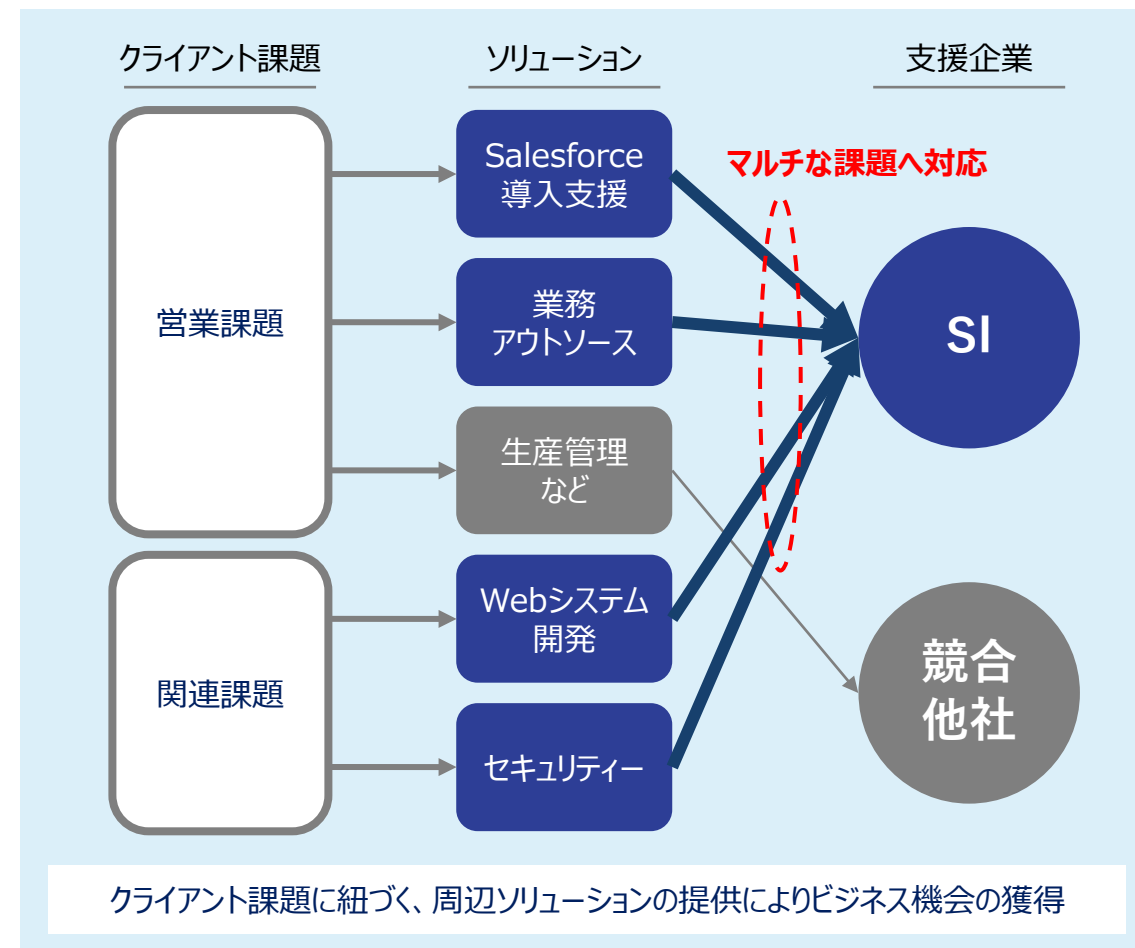 クライアント課題
ソリューション
支援企業
Salesforce
導入支援
マルチな課題へ対応
営業課題
業務
アウトソース
SI
生産管理
など
Webシステム
開発
関連課題
競合
他社
セキュリティー
クライアント課題に紐づく、周辺ソリューションの提供によりビジネス機会の獲得